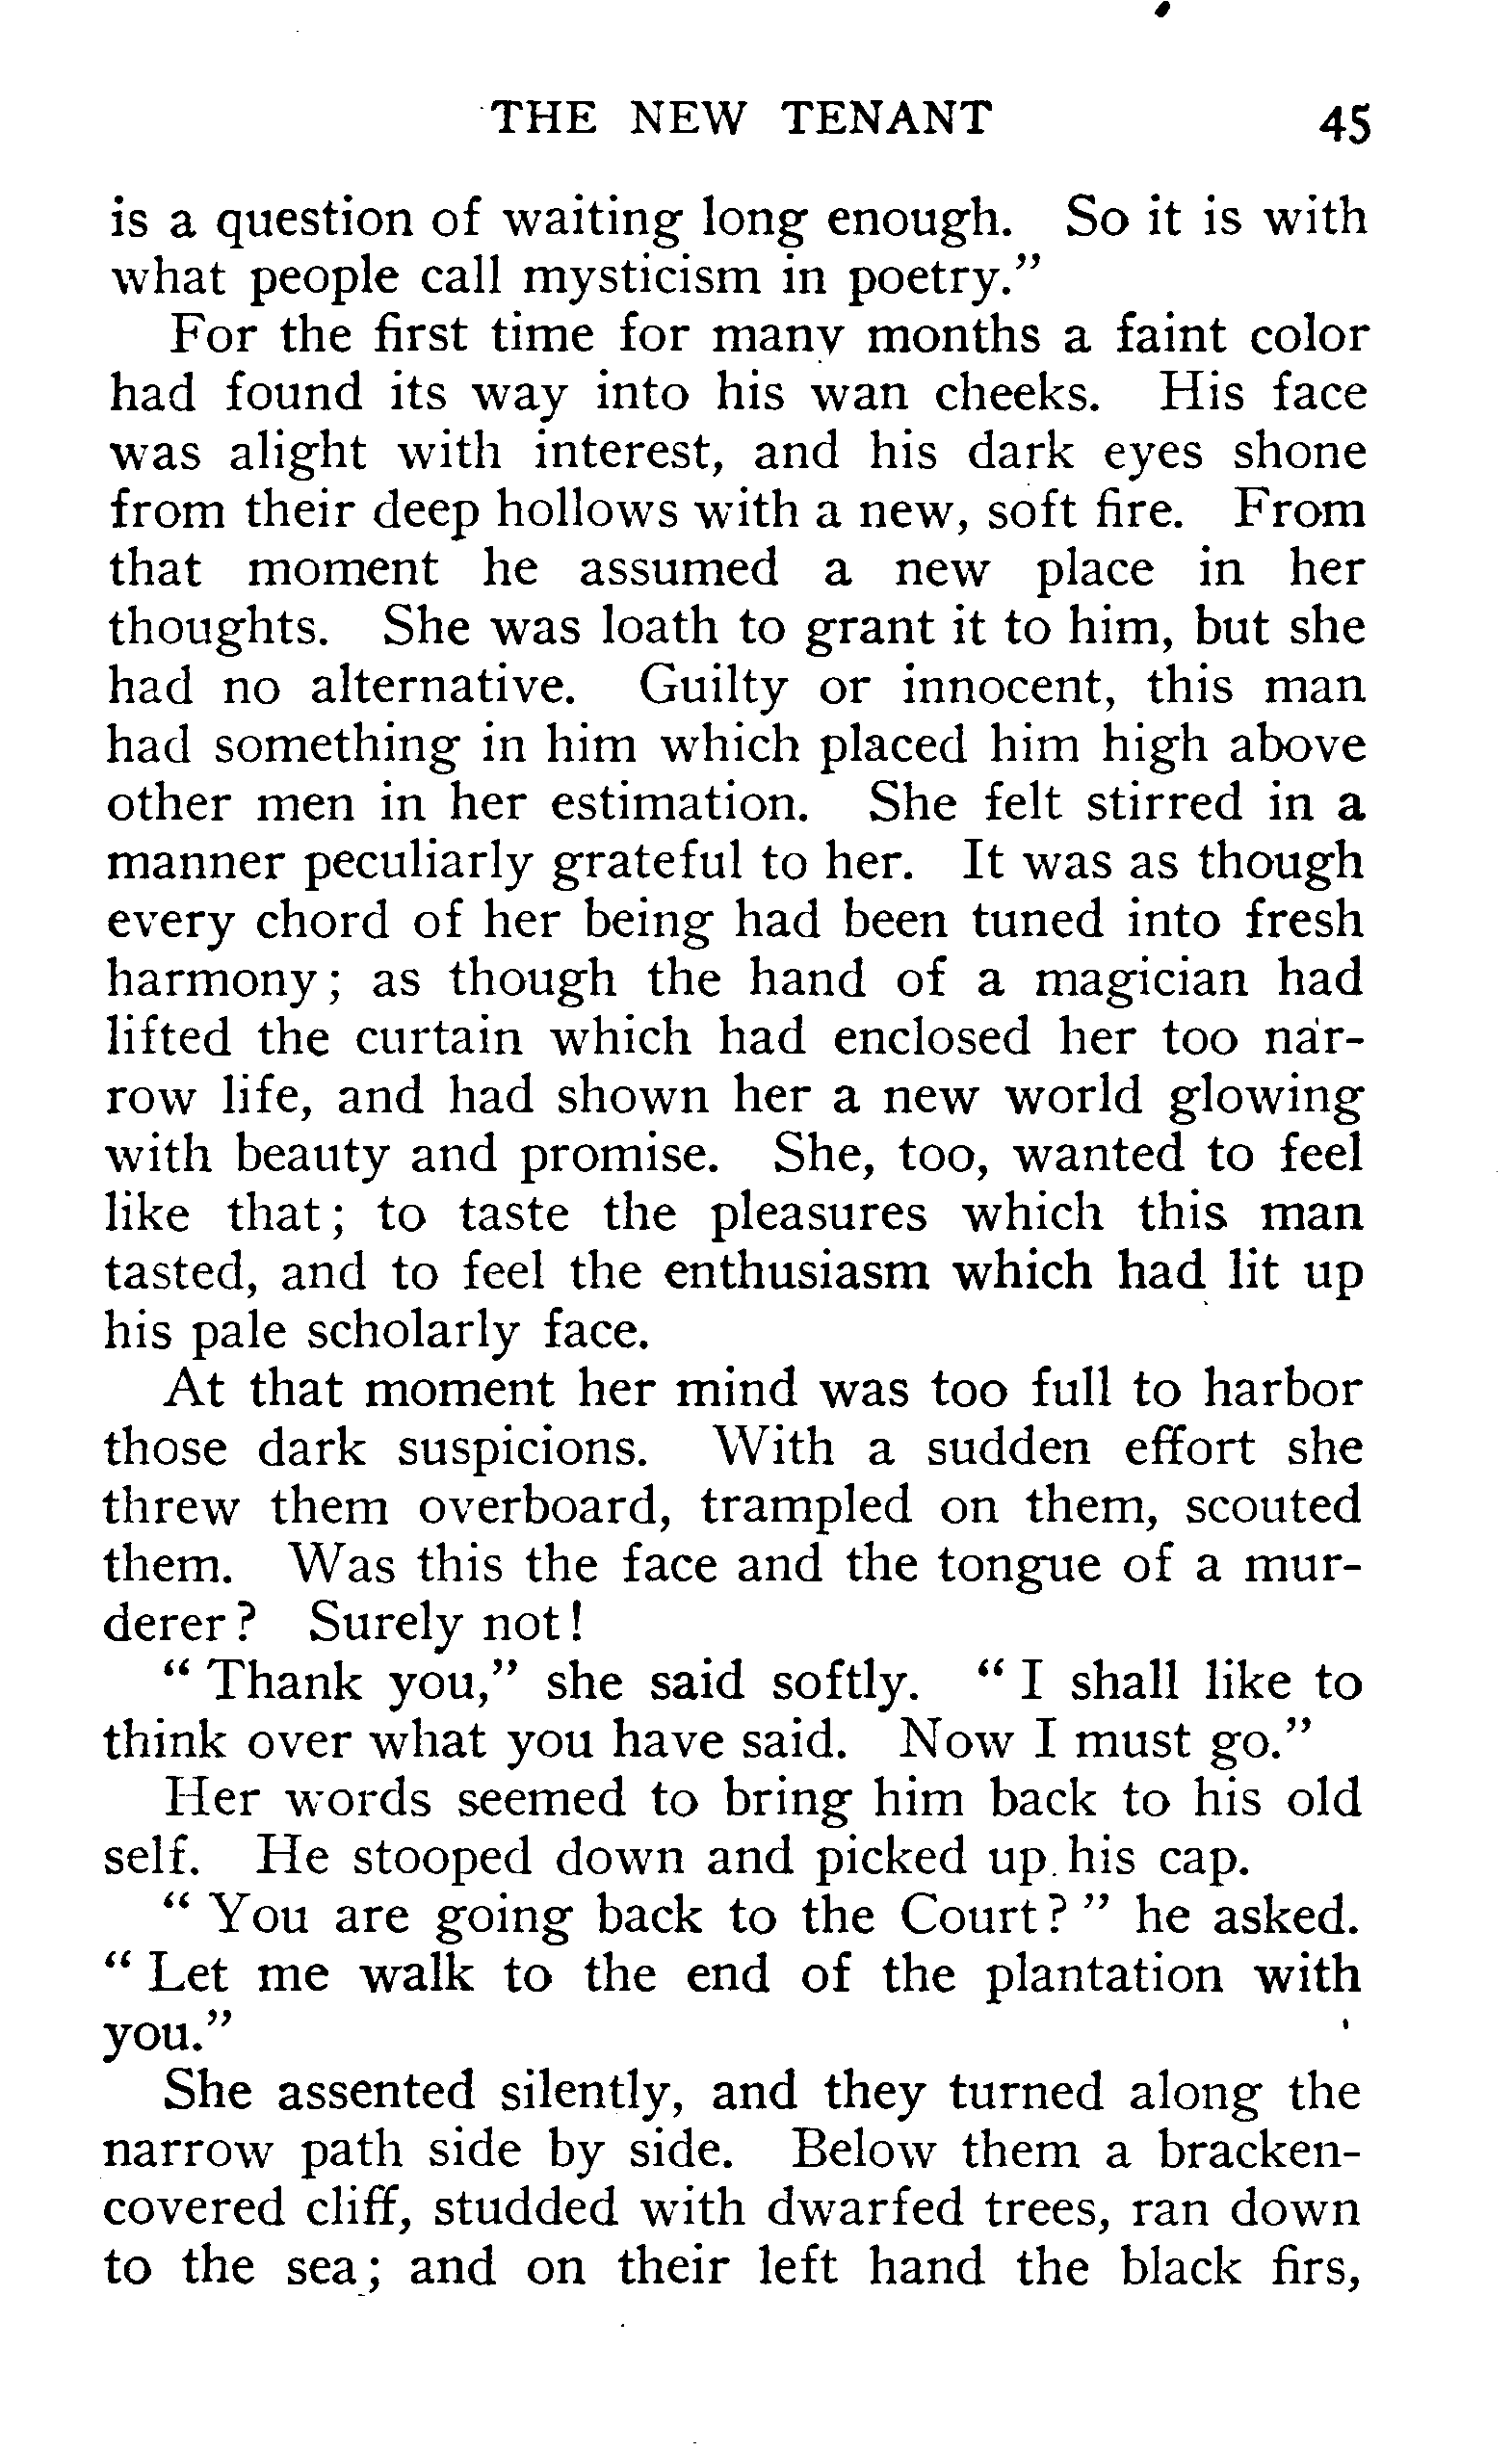 THE NEW TENANT 45
is a question of waiting long enough. So it is with
what people call mysticism in poetry."
For the first time for many months a faint color
had found its way into his wan cheeks. His face
was alight with interest, and his dark eyes shone
from their deep hollows with a new, soft fire. From
that moment he assumed a new place in her
thoughts. She was loath to grant it to him, but she
had no alternative. Guilty or innocent, this man
had something in him which placed him high above
other men in her estimation. She felt stirred in a
manner peculiarly grateful to her. It was as though
every chord of her being had been tuned into fresh
harmony; as though the hand of a magician had
lifted the curtain which had enclosed her too nar-
row life, and had shown her a new world glowing
with beauty and promise. She, too, wanted to feel
like that; to taste the pleasures which this man
tasted, and to feel the enthusiasm which had lit up
his pale scholarly face.
At that moment her mind was too full to harbor
those dark suspicions. With a sudden effort she
threw them overboard, trampled on them, scouted
them. Was this the face and the tongue of a mur-
derer? Surely not!
"Thank you," she said softly. "I shall like to
think over what you have said. Now I must go."
Her words seemed to bring him back to his old
self. He stooped down and picked up his cap.
"You are going back to the Court?" he asked.
"Let me walk to the end of the plantation with
you."
She assented silently, and they turned along the
narrow path side by side. Below them a bracken-
covered cliff, studded with dwarfed trees, ran down
to the sea; and on their left hand the black firs,